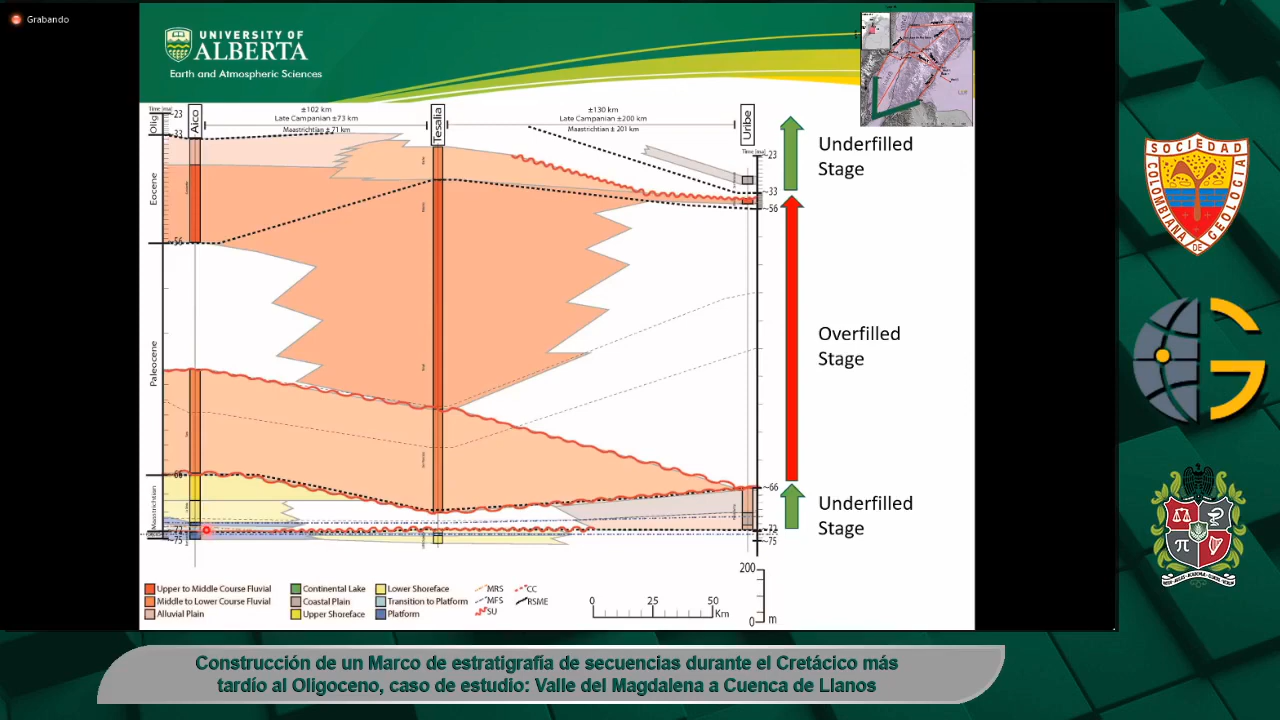 Grabando
UNIVERSITY OF
ALBERTA
Earth and Atmospheric Sciences
Time [ma]
±102 km
Late Campanian ±73 km
Maastrichtian ± 71 km
±130 km
Late Campanian ±200 km
Maastrichtian ± 201 km
Aico
Tesalia
Uribe
Time [ma]
Olig
Eocene
Paleocene
Maastrichtian
~23
~33
~56
~66
~72
~75
Underfilled
Stage
Overfilled
Stage
Underfilled
Stage
Upper to Middle Course Fluvial
Middle to Lower Course Fluvial
Alluvial Plain
Continental Lake
Coastal Plain
Upper Shoreface
Lower Shoreface
Transition to Platform
Platform
MRS
MFS
SU
CC
RSME
0 25 50 Km
200
0 m
SOCIEDAD
COLOMBIANA
DE
GEOLOGIA
Construcción de un Marco de estratigrafía de secuencias durante el Cretácico más
tardío al Oligoceno, caso de estudio: Valle del Magdalena a Cuenca de Llanos